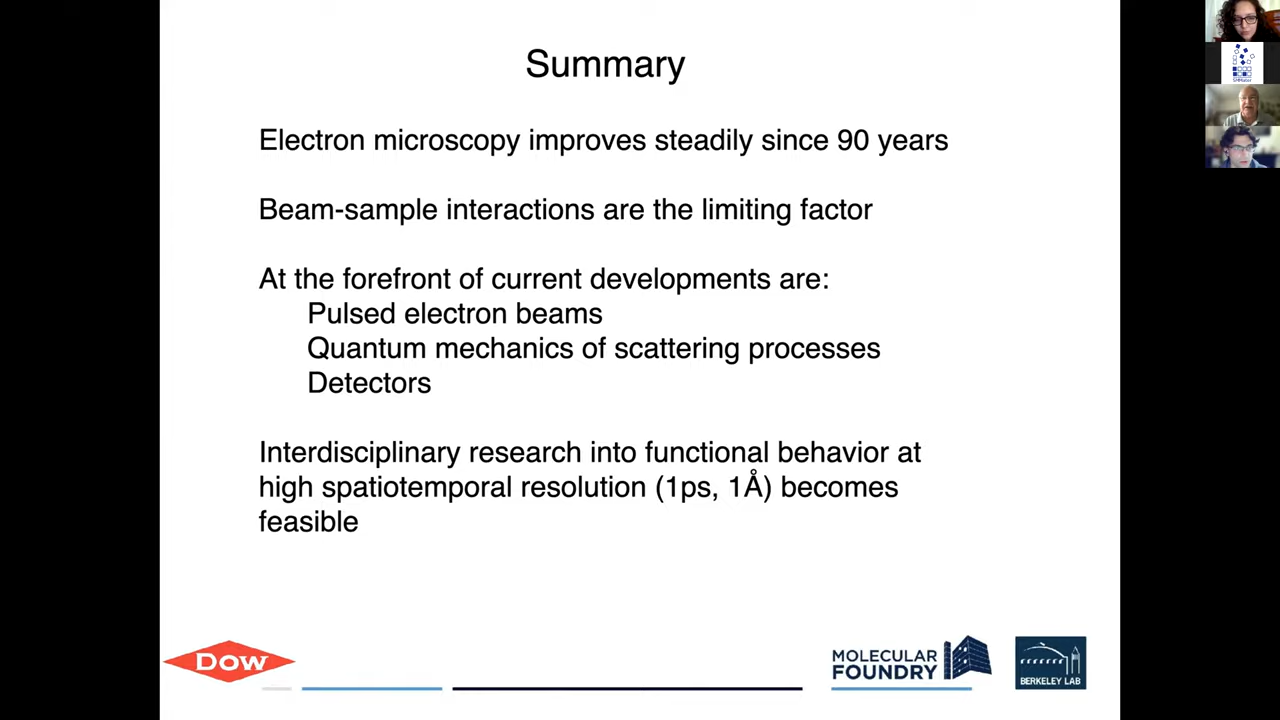 Summary
Electron microscopy improves steadily since 90 years
Beam-sample interactions are the limiting factor
At the forefront of current developments are:
Pulsed electron beams
Quantum mechanics of scattering processes
Detectors
Interdisciplinary research into functional behavior at
high spatiotemporal resolution (1ps, 1Å) becomes
feasible
DOW
MOLECULAR
FOUNDRY
BERKELEY LAB